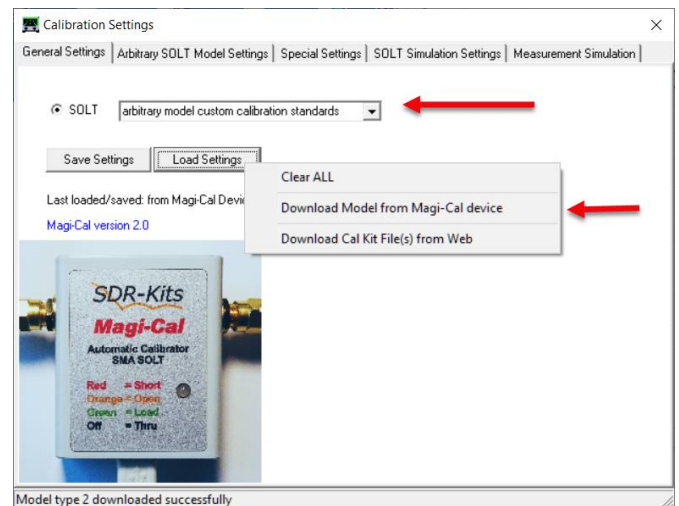 Calibration Settings
General Settings Arbitrary SOLT Model Settings Special Settings SOLT Simulation Settings Measurement Simulation
SOLT arbitrary model custom calibration standards
Save Settings Load Settings
Clear ALL
Last loaded/saved: from Magi-Cal Devi
Download Model from Magi-Cal device
Magi-Cal version 2.0
Download Cal Kit File(s) from Web
SDR-Kits
Magi-Cal
Automatic Calibrator
SMA SOLT
Red = Short
Orange = Open
Green = Load
Off = Thru
Model type 2 downloaded successfully